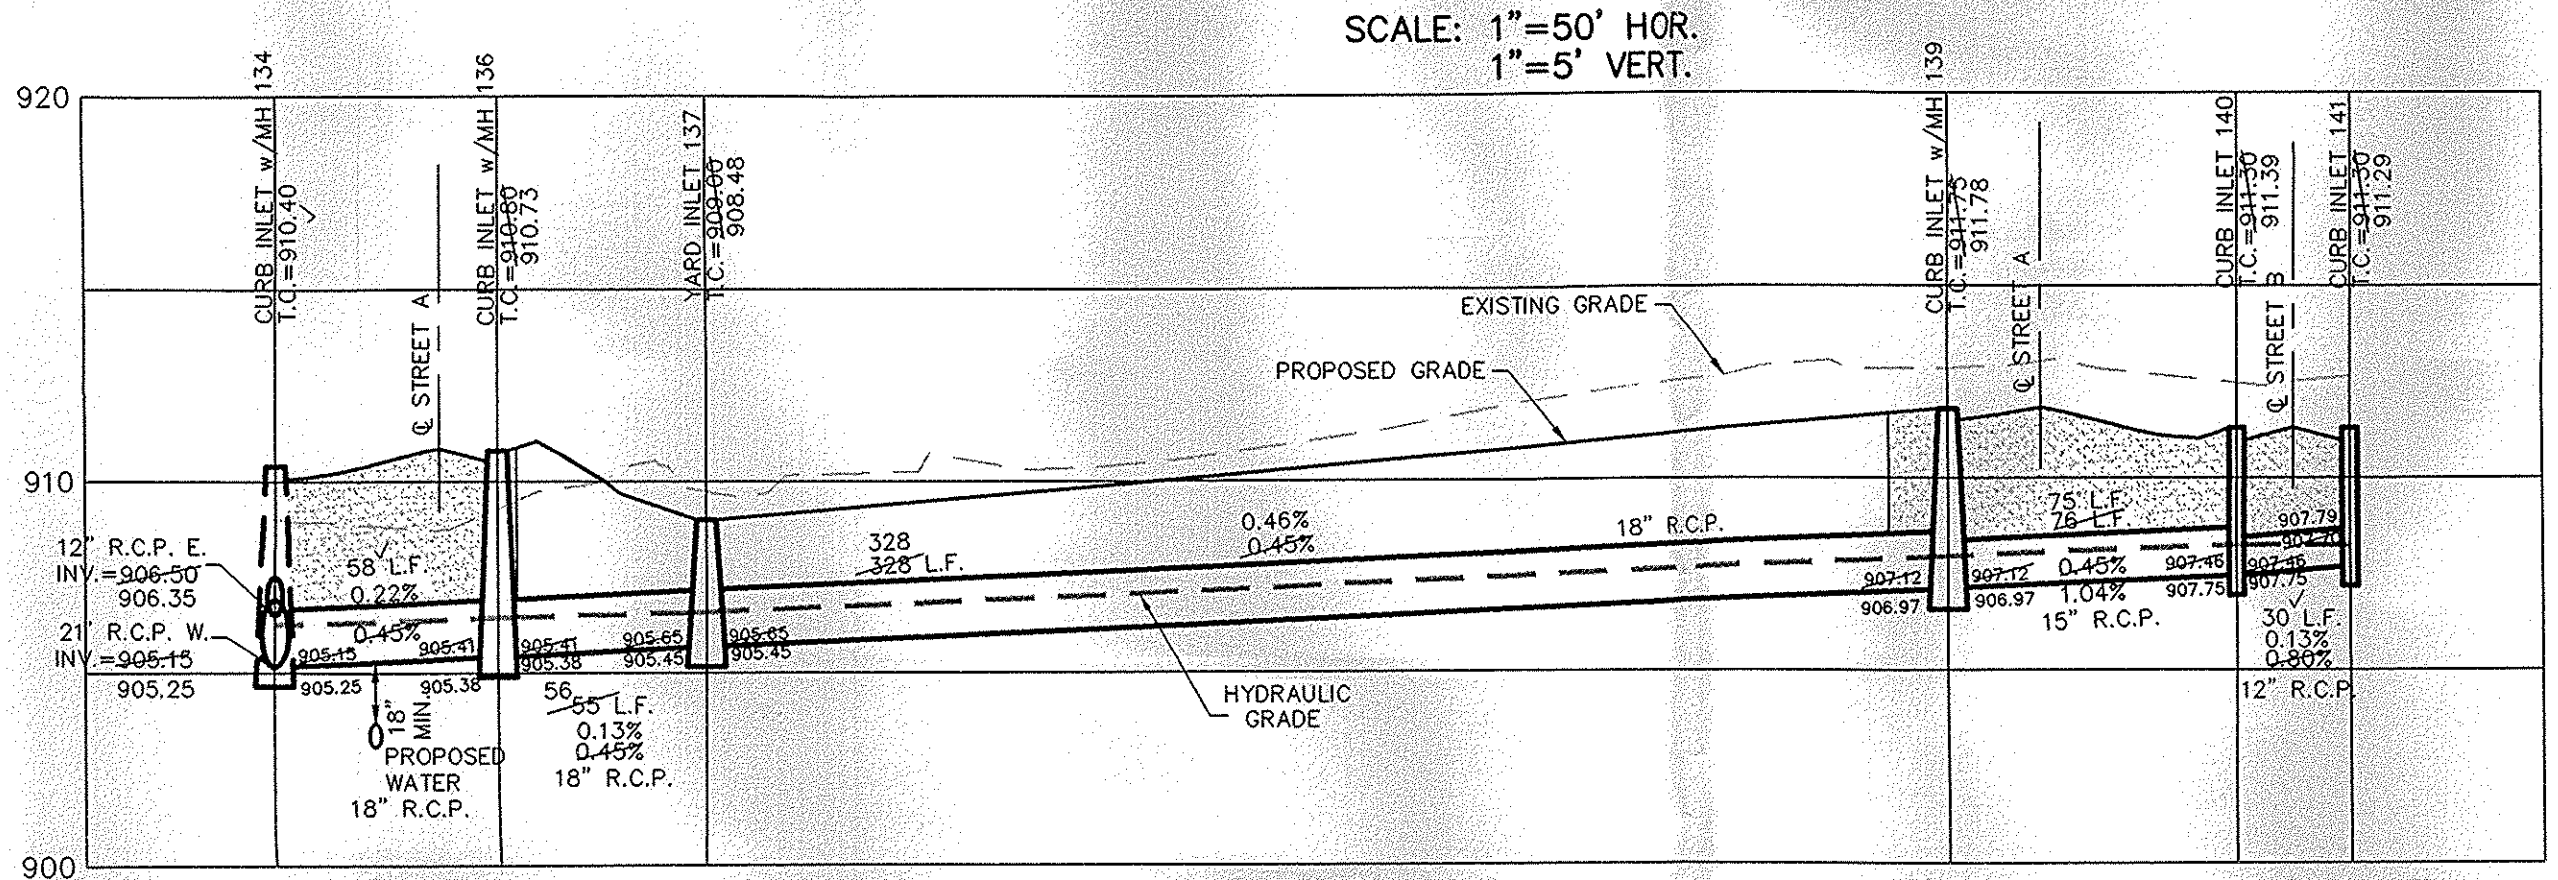 SCALE: 1"=50' HOR.
1"=5' VERT.
920
910
900
CURB INLET w/MH 134
T.C.=910.40
℄ STREET A
CURB INLET w/MH 136
T.C.=910.80
910.73
YARD INLET 137
T.C.=909.00
908.48
CURB INLET w/MH 139
T.C.=911.75
911.78
℄ STREET A
CURB INLET 140
T.C.=911.30
911.39
℄ STREET B
CURB INLET 141
T.C.=911.30
911.29
EXISTING GRADE
PROPOSED GRADE
12" R.C.P. E.
INV.=906.50
906.35
21" R.C.P. W.
INV.=905.15
905.25
58 L.F.
0.22%
0.45%
905.15
905.41
905.25
905.38
18"
MIN.
PROPOSED
WATER
18" R.C.P.
905.41
905.65
905.38
905.45
56
55 L.F.
0.13%
0.45%
18" R.C.P.
905.65
905.45
328
328 L.F.
0.46%
0.45%
18" R.C.P.
HYDRAULIC
GRADE
907.12
906.97
907.12
906.97
75 L.F.
76 L.F.
0.45%
1.04%
15" R.C.P.
907.46
907.75
907.46
907.75
907.79
907.70
30 L.F.
0.13%
0.80%
12" R.C.P.